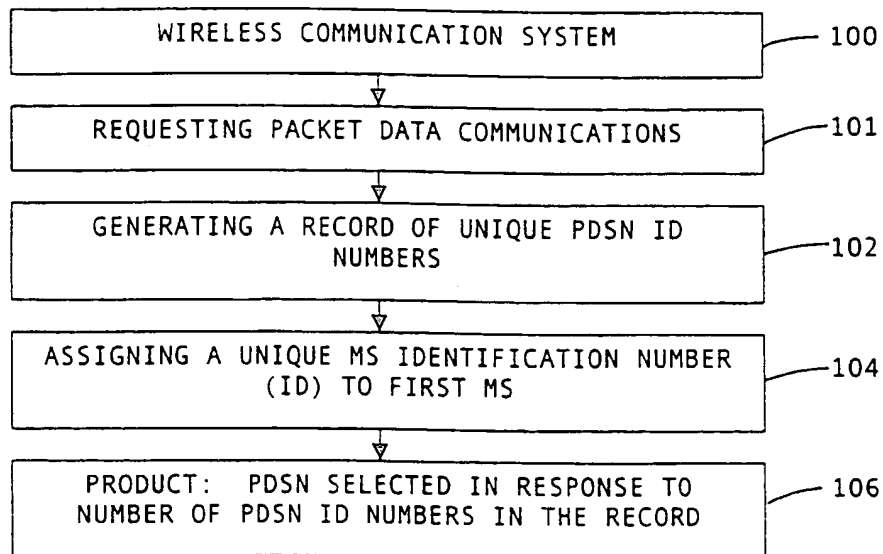 WIRELESS COMMUNICATION SYSTEM
100
REQUESTING PACKET DATA COMMUNICATIONS
101
GENERATING A RECORD OF UNIQUE PDSN ID
NUMBERS
102
ASSIGNING A UNIQUE MS IDENTIFICATION NUMBER
(ID) TO FIRST MS
104
PRODUCT: PDSN SELECTED IN RESPONSE TO
NUMBER OF PDSN ID NUMBERS IN THE RECORD
106